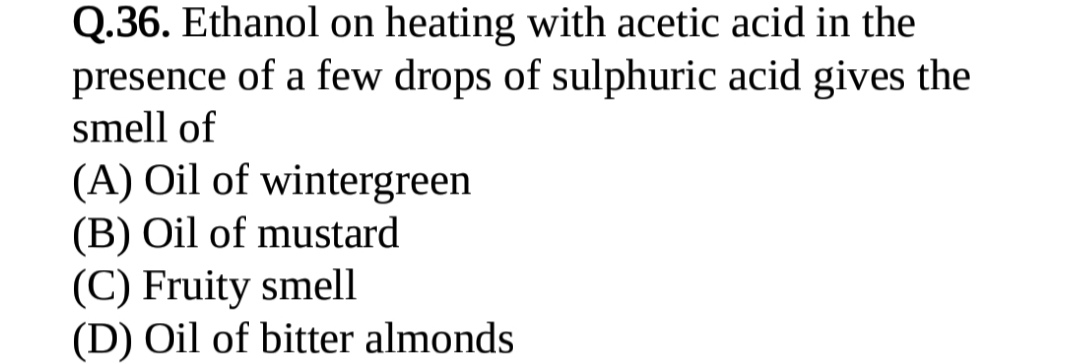 Q.36. Ethanol on heating with acetic acid in the
presence of a few drops of sulphuric acid gives the
smell of
(A) Oil of wintergreen
(B) Oil of mustard
(C) Fruity smell
(D) Oil of bitter almonds